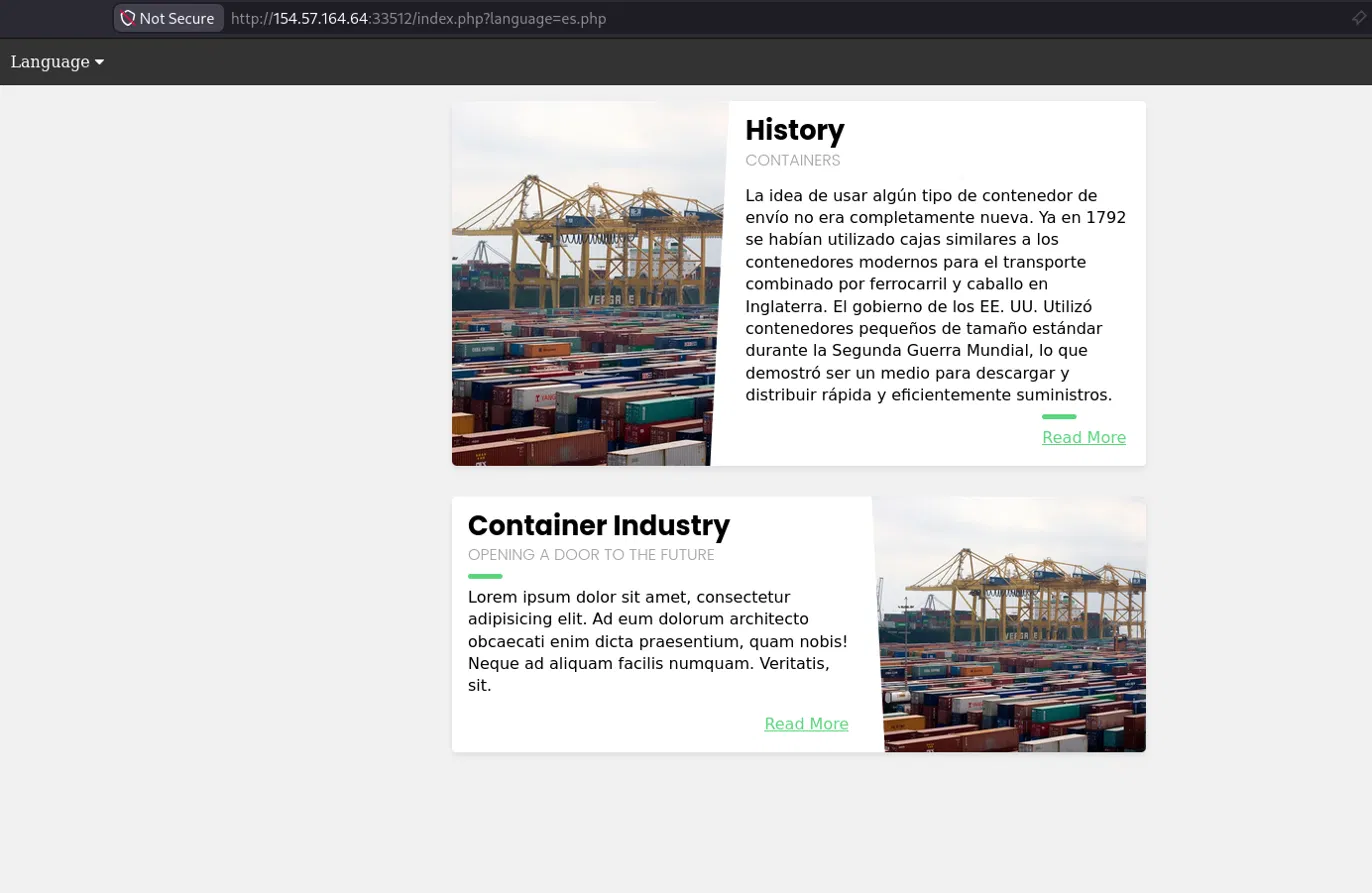 Not Secure
http://154.57.164.64:33512/index.php?language=es.php
Language
History
CONTAINERS
La idea de usar algún tipo de contenedor de
envío no era completamente nueva. Ya en 1792
se habían utilizado cajas similares a los
contenedores modernos para el transporte
combinado por ferrocarril y caballo en
Inglaterra. El gobierno de los EE. UU. Utilizó
contenedores pequeños de tamaño estándar
durante la Segunda Guerra Mundial, lo que
demostró ser un medio para descargar y
distribuir rápida y eficientemente suministros.
Read More
Container Industry
OPENING A DOOR TO THE FUTURE
Lorem ipsum dolor sit amet, consectetur
adipisicing elit. Ad eum dolorum architecto
obcaecati enim dicta praesentium, quam nobis!
Neque ad aliquam facilis numquam. Veritatis,
sit.
Read More